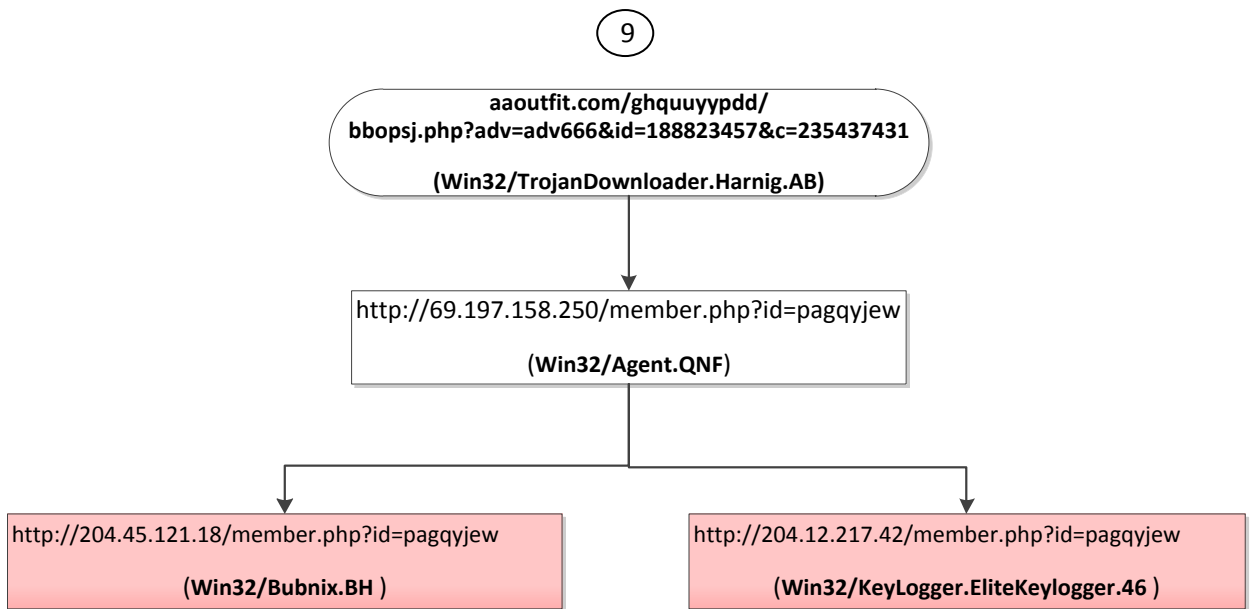 9
aaoutfit.com/ghquuyypdd/
bbopsj.php?adv=adv666&id=188823457&c=235437431
(Win32/TrojanDownloader.Harnig.AB)
http://69.197.158.250/member.php?id=pagqyjew
(Win32/Agent.QNF)
http://204.45.121.18/member.php?id=pagqyjew
(Win32/Bubnix.BH )
http://204.12.217.42/member.php?id=pagqyjew
(Win32/KeyLogger.EliteKeylogger.46 )